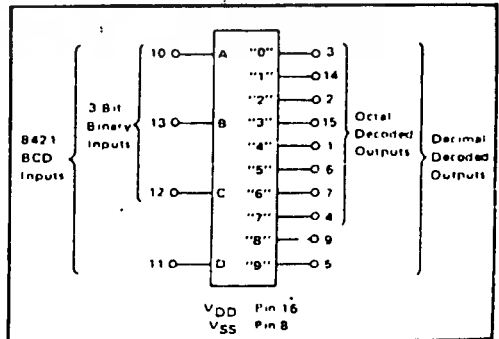 10 A "0" 3
"1" 14
3 Bit
Binary
Inputs
"2" 2
13 B "3" 15
Octal
Decoded
Outputs
8421
BCD
Inputs
"4" 1
Decimal
Decoded
Outputs
"5" 6
12 C "6" 7
"7" 4
"8" 9
11 D "9" 5
VDD Pin 16
VSS Pin 8